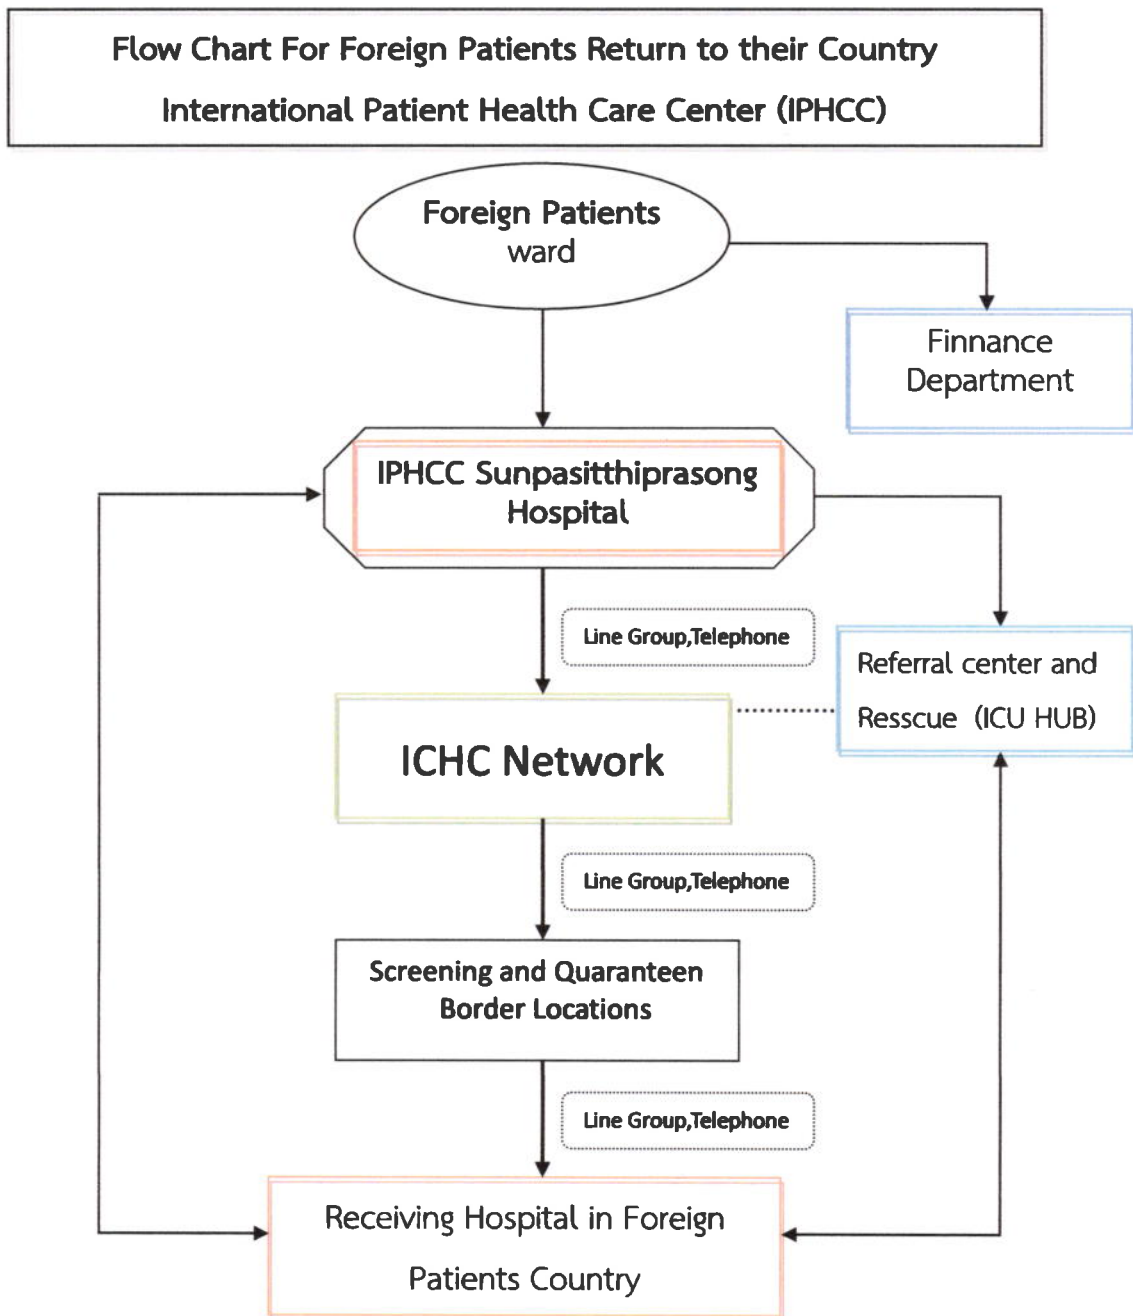 Flow Chart For Foreign Patients Return to their Country
International Patient Health Care Center (IPHCC)
Foreign Patients
ward
Finnance
Department
IPHCC Sunpasitthiprasong
Hospital
Line Group,Telephone
Referral center and
Resscue (ICU HUB)
ICHC Network
Line Group,Telephone
Screening and Quaranteen
Border Locations
Line Group,Telephone
Receiving Hospital in Foreign
Patients Country